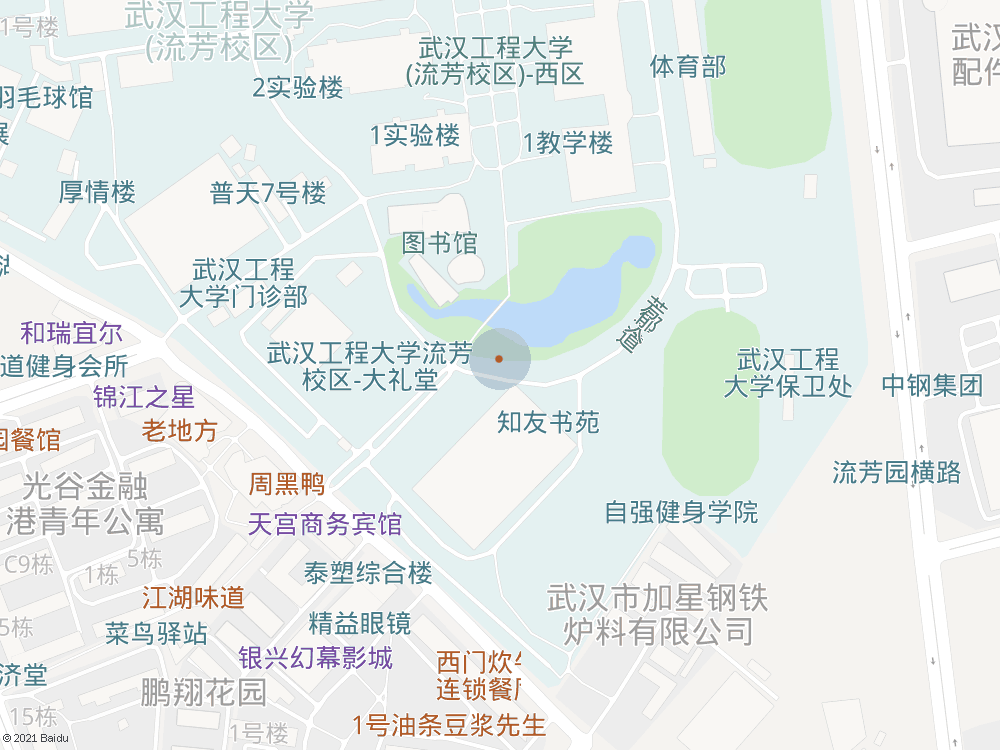 1号楼
武汉工程大学
(流芳校区)
武汉工程大学
(流芳校区)-西区
体育部
武汉
配件
2实验楼
羽毛球馆
1实验楼
1教学楼
厚情楼
普天7号楼
图书馆
武汉工程
大学门诊部
和瑞宜尔
道健身会所
武汉工程大学流芳
校区-大礼堂
菁郁道
武汉工程
大学保卫处
中钢集团
锦江之星
老地方
园餐馆
知友书苑
光谷金融
港青年公寓
周黑鸭
流芳园横路
天宫商务宾馆
自强健身学院
C9栋
5栋
1栋
泰塑综合楼
江湖味道
武汉市加星钢铁
炉料有限公司
5栋
菜鸟驿站
精益眼镜
银兴幻幕影城
西门炊
连锁餐厅
济堂
鹏翔花园
15栋
1号楼
1号油条豆浆先生
© 2021 Baidu